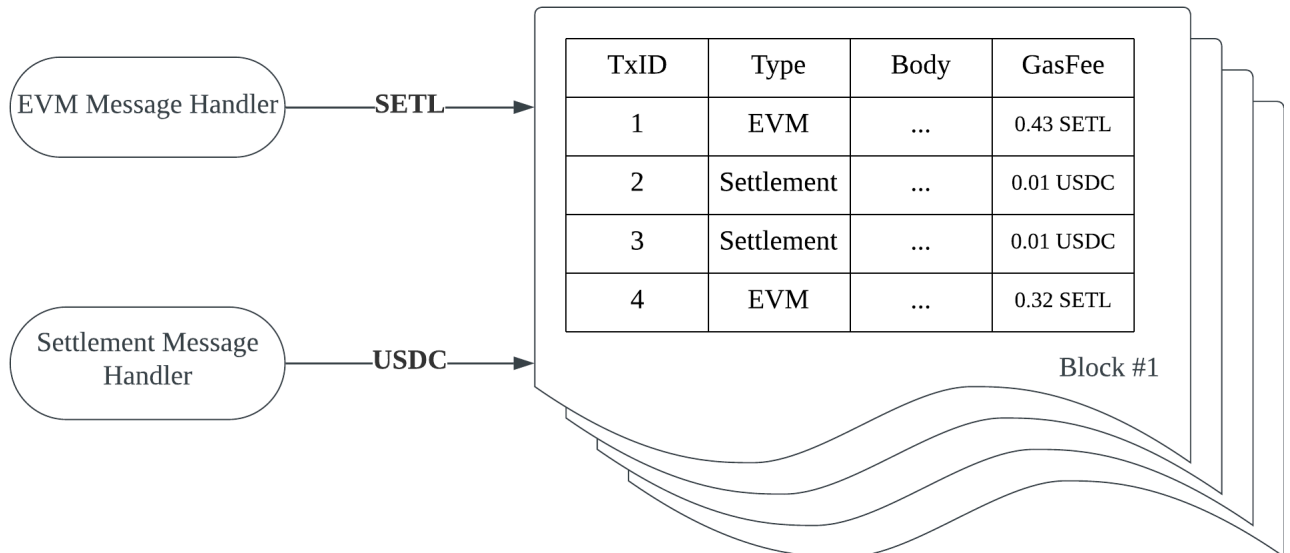 EVM Message Handler
SETL
Settlement Message
Handler
USDC
TxID Type Body GasFee
1 EVM ... 0.43 SETL
2 Settlement ... 0.01 USDC
3 Settlement ... 0.01 USDC
4 EVM ... 0.32 SETL
Block #1